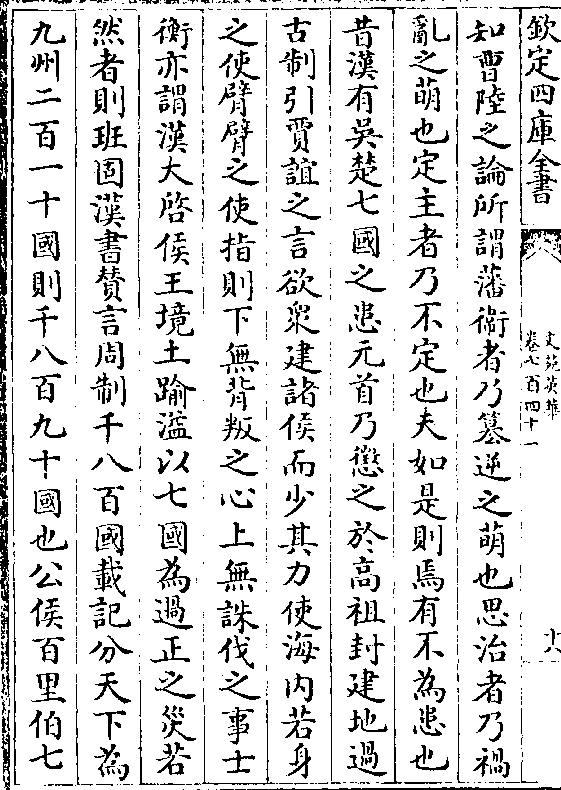 欽定四庫全書
文苑英華
卷七百四十一
十八
知曹陸之論所謂藩衛者乃篡逆之萌也思治者乃禍
亂之萌也定主者乃不定也夫如是則焉有不為患也
昔漢有吳楚七國之患元首乃懲之於高祖封建地過
古制引賈誼之言欲衆建諸侯而少其力使海内若身
之使臂臂之使指則下無背叛之心上無誅伐之事士
衡亦謂漢大啓侯王境土踰溢以七國為過正之災若
然者則班固漢書賛言周制千八百國載記分天下為
九州二百一十國則千八百九十國也公侯百里伯七